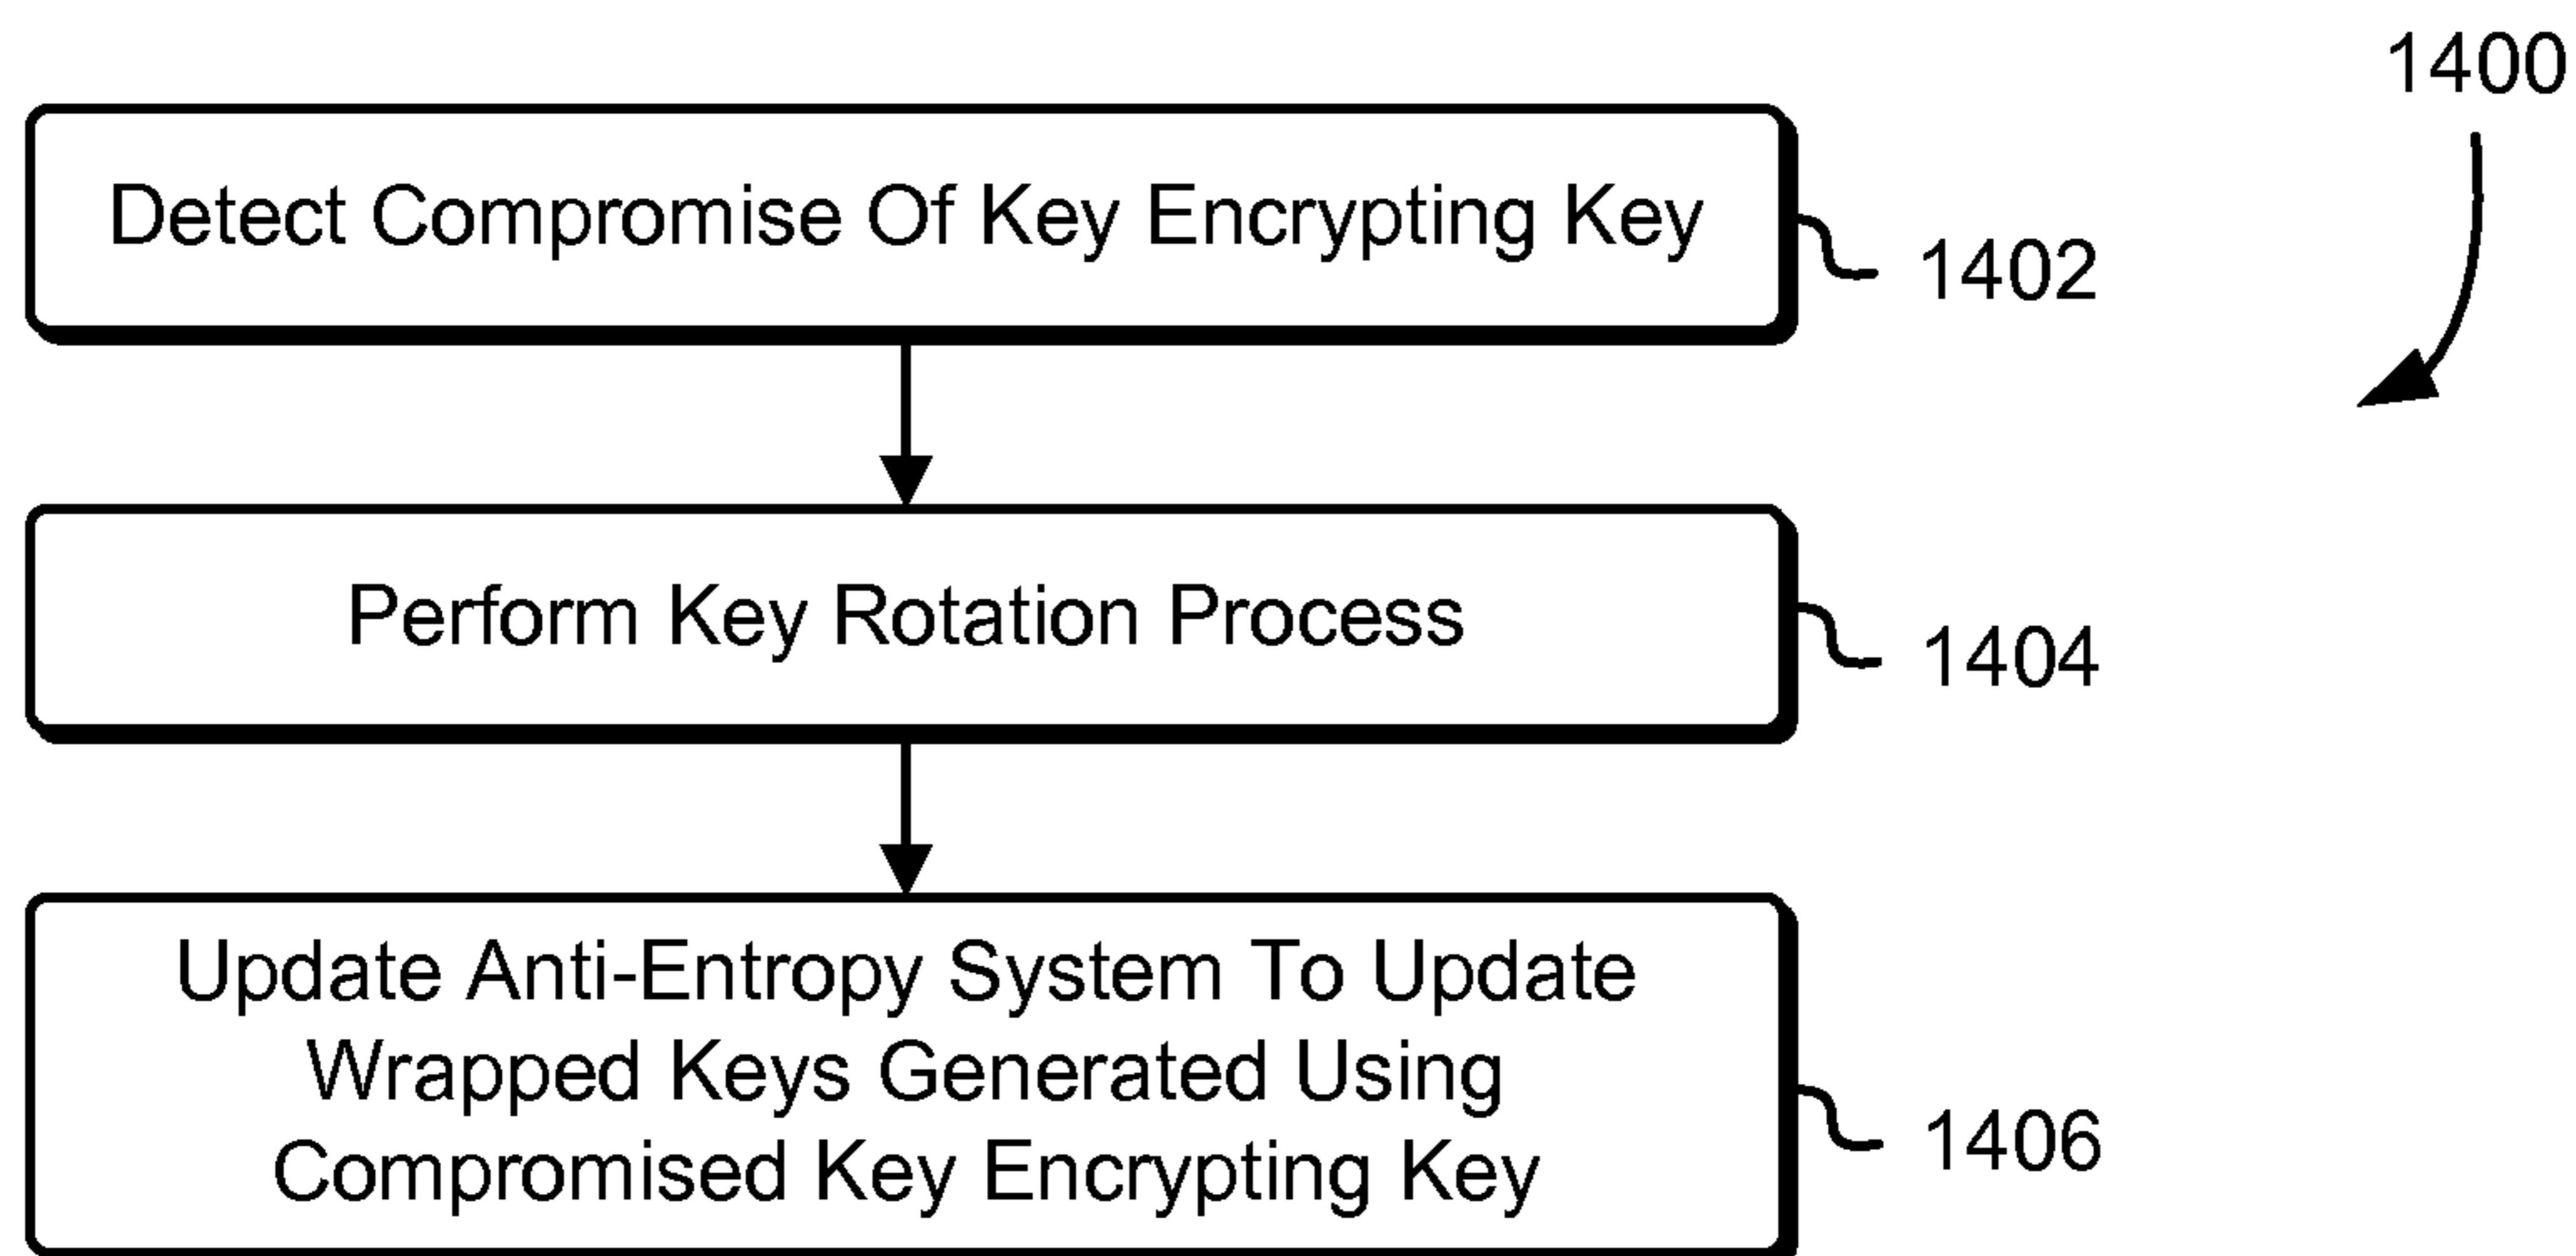 1400
Detect Compromise Of Key Encrypting Key
1402
Perform Key Rotation Process
1404
Update Anti-Entropy System To Update
Wrapped Keys Generated Using
Compromised Key Encrypting Key
1406